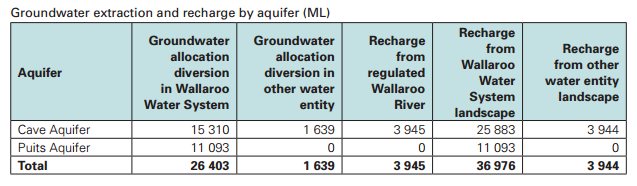 Groundwater extraction and recharge by aquifer (ML)
Aquifer | Groundwater allocation diversion in Wallaroo Water System | Groundwater allocation diversion in other water entity | Recharge from regulated Wallaroo River | Recharge from Wallaroo Water System landscape | Recharge from other water entity landscape
Cave Aquifer 15 310 1 639 3 945 25 883 3 944
Puits Aquifer 11 093 0 0 11 093 0
Total 26 403 1 639 3 945 36 976 3 944